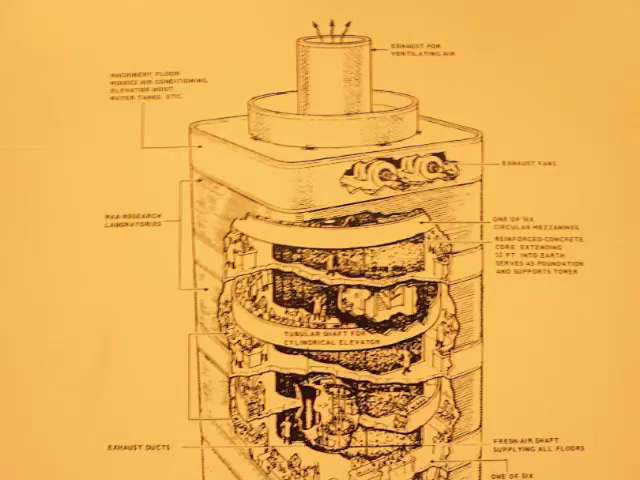 EXHAUST FOR
VENTILATING AIR
MACHINERY FLOOR
HOUSES AIR CONDITIONING,
ELEVATOR HOIST,
WATER TANKS, ETC.
EXHAUST FANS
RESEARCH
LABORATORIES
ONE OF SIX
CIRCULAR MEZZANINES
REINFORCED-CONCRETE
CORE EXTENDING
INTO EARTH
SERVES AS FOUNDATION
AND SUPPORTS TOWER
TUBULAR SHAFT FOR
CYLINDRICAL ELEVATOR
EXHAUST DUCTS
FRESH-AIR SHAFT
SUPPLYING ALL FLOORS
ONE OF SIX